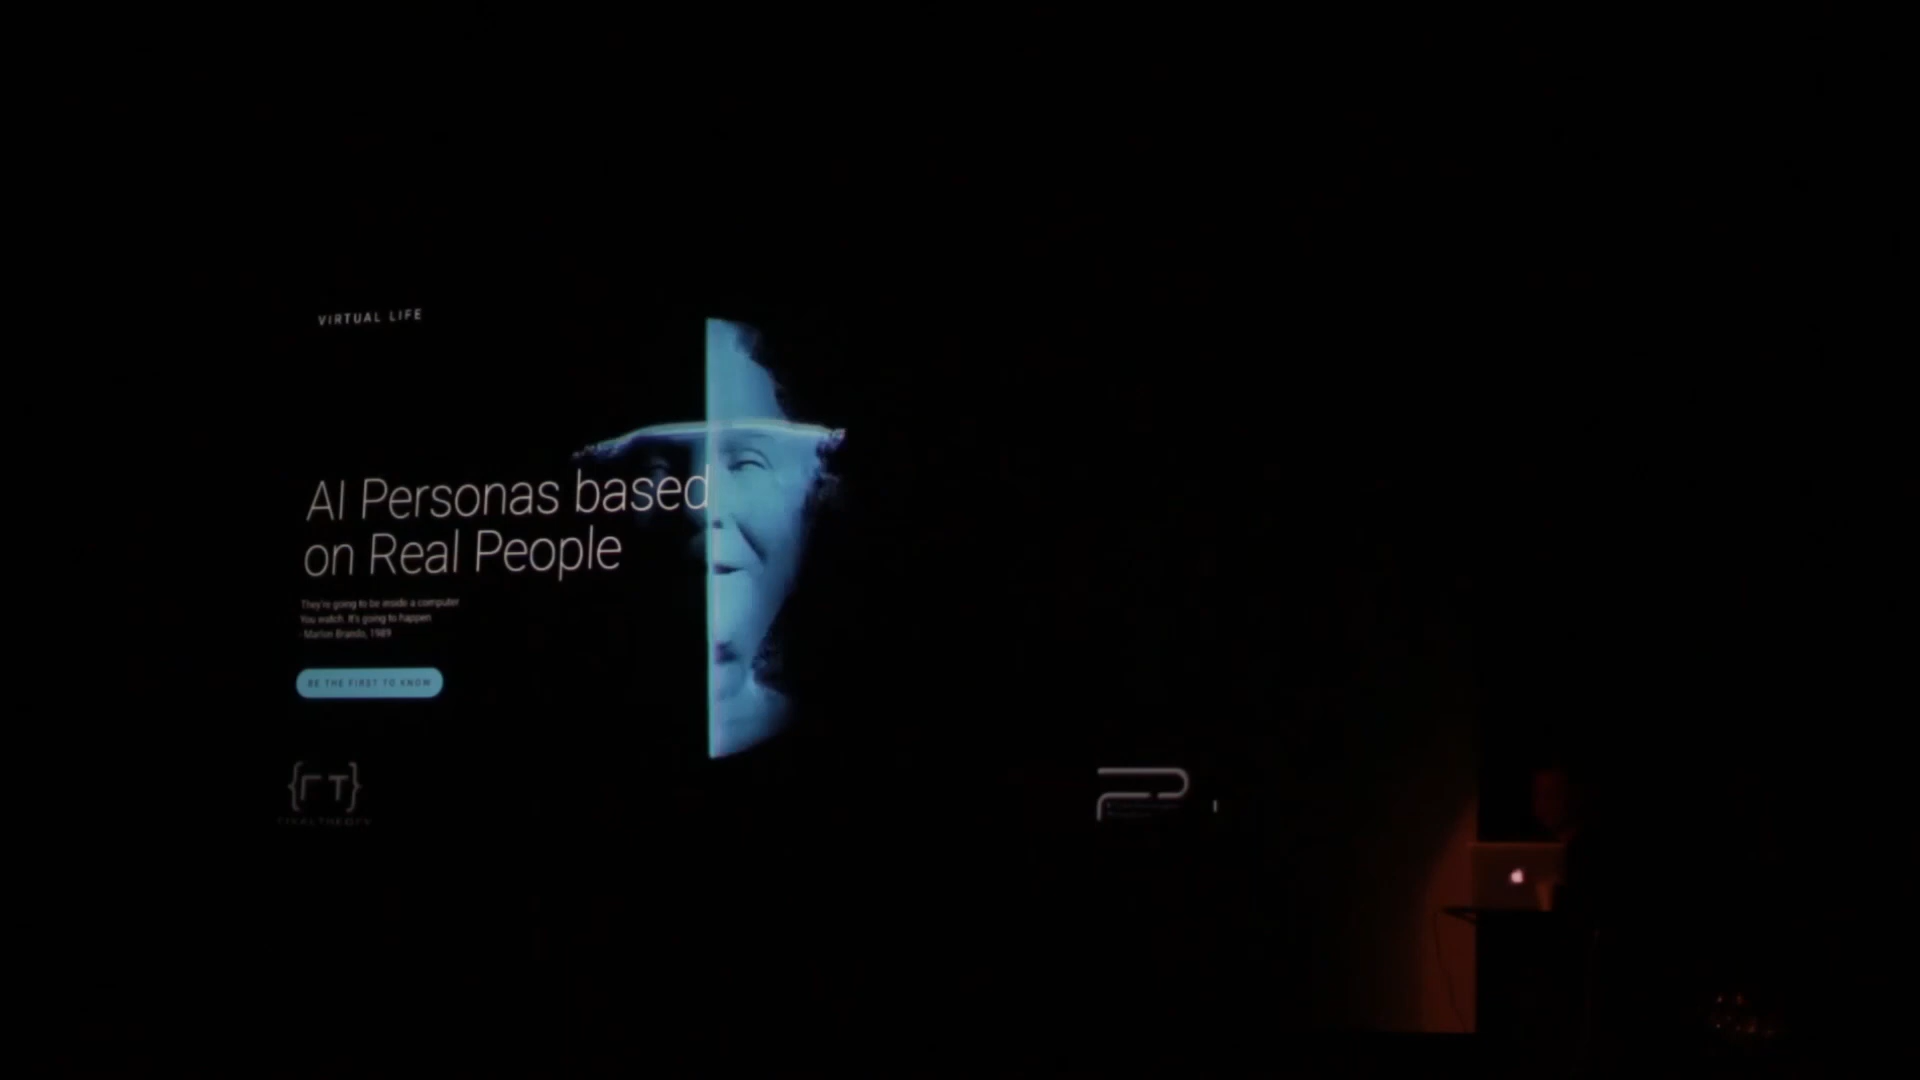 VIRTUAL LIFE
AI Personas based
on Real People
They're going to be inside a computer
You watch. It's going to happen
- Marlon Brando, 1989
BE THE FIRST TO KNOW